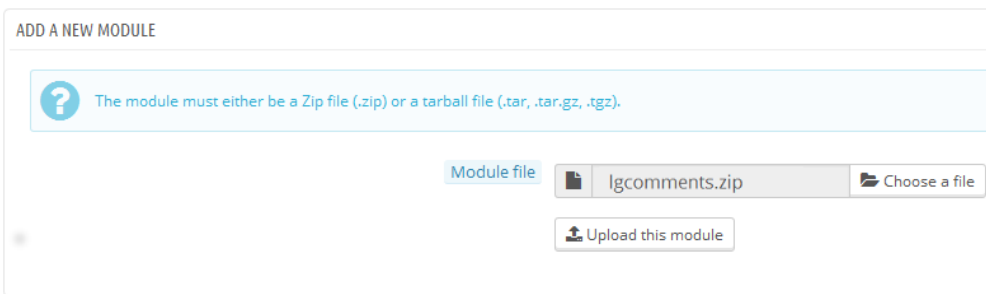 ADD A NEW MODULE
?
The module must either be a Zip file (.zip) or a tarball file (.tar, .tar.gz, .tgz).
Module file lgcomments.zip Choose a file
Upload this module